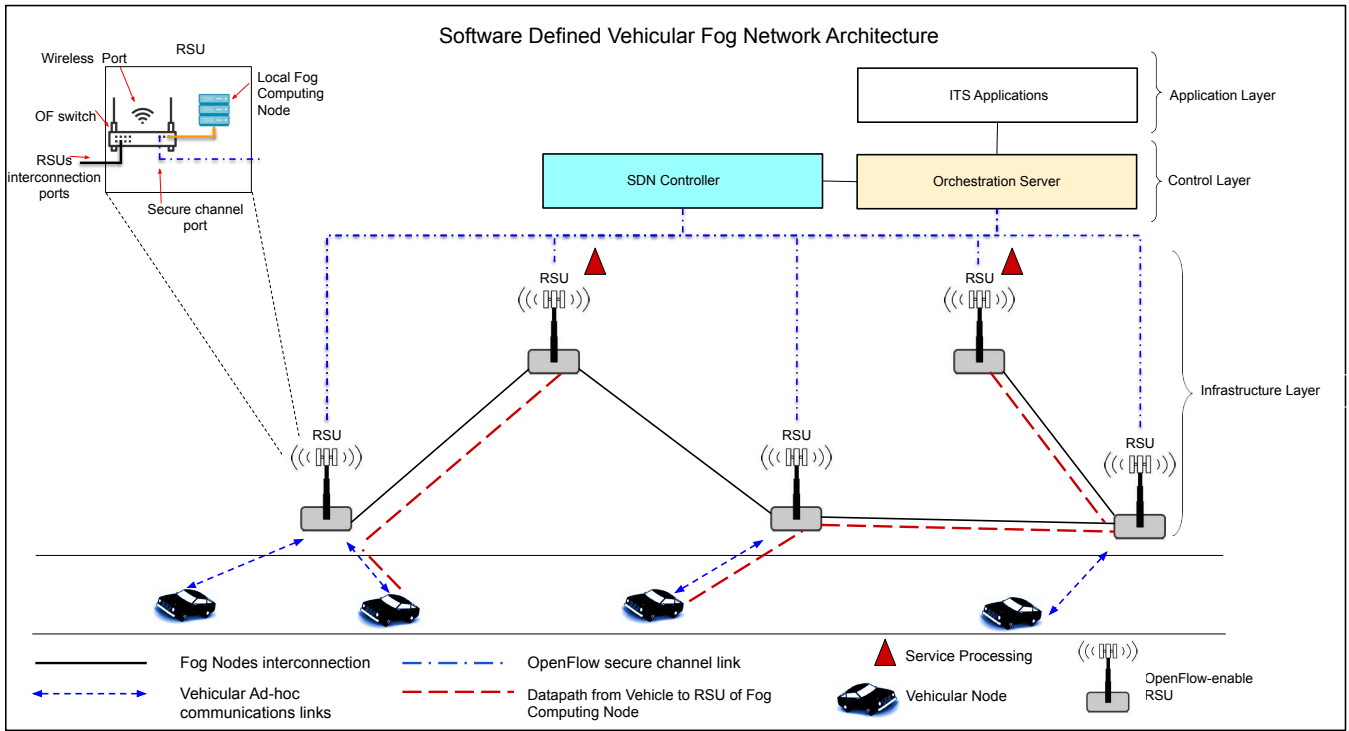 Software Defined Vehicular Fog Network Architecture
RSU
Wireless Port
Local Fog
Computing
Node
OF switch
RSUs
interconnection
ports
Secure channel
port
ITS Applications
Application Layer
SDN Controller
Orchestration Server
Control Layer
RSU
RSU
Infrastructure Layer
RSU
RSU
RSU
Fog Nodes interconnection
OpenFlow secure channel link
Service Processing
Vehicular Ad-hoc
communications links
Datapath from Vehicle to RSU of Fog
Computing Node
Vehicular Node
OpenFlow-enable
RSU